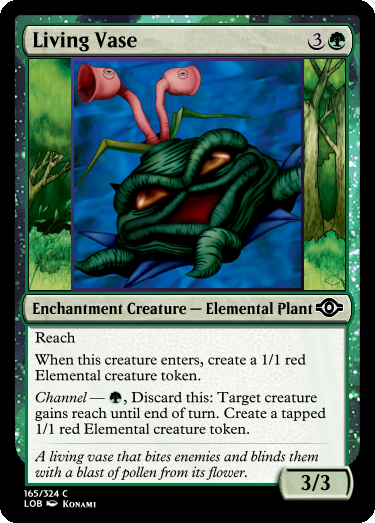 Living Vase 3
Enchantment Creature — Elemental Plant
Reach
When this creature enters, create a 1/1 red
Elemental creature token.
Channel — , Discard this: Target creature
gains reach until end of turn. Create a tapped
1/1 red Elemental creature token.
A living vase that bites enemies and blinds them
with a blast of pollen from its flower.
3/3
165/324 C
LOB Konami